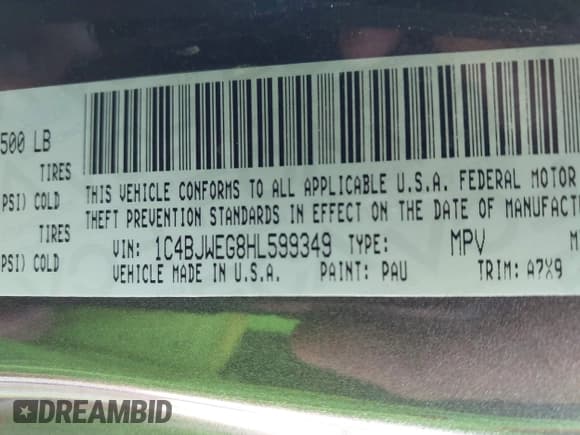 500 LB
TIRES
PSI) COLD
TIRES
PSI) COLD
THIS VEHICLE CONFORMS TO ALL APPLICABLE U.S.A. FEDERAL MOTOR
THEFT PREVENTION STANDARDS IN EFFECT ON THE DATE OF MANUFACT
VIN: 1C4BJWEG8HL599349 TYPE: MPV M
VEHICLE MADE IN U.S.A. PAINT: PAU TRIM: A7X9
DREAMBID